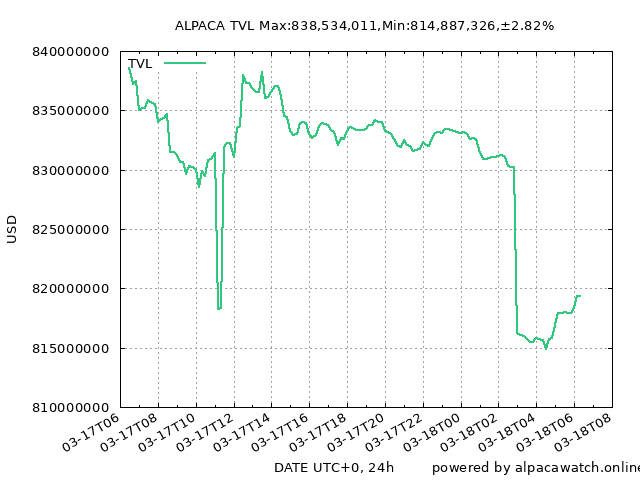 ALPACA TVL Max:838,534,011,Min:814,887,326,±2.82%
840000000
TVL
835000000
830000000
825000000
820000000
815000000
810000000
USD
03-17T06
03-17T08
03-17T10
03-17T12
03-17T14
03-17T16
03-17T18
03-17T20
03-17T22
03-18T00
03-18T02
03-18T04
03-18T06
03-18T08
DATE UTC+0, 24h
powered by alpacawatch.online